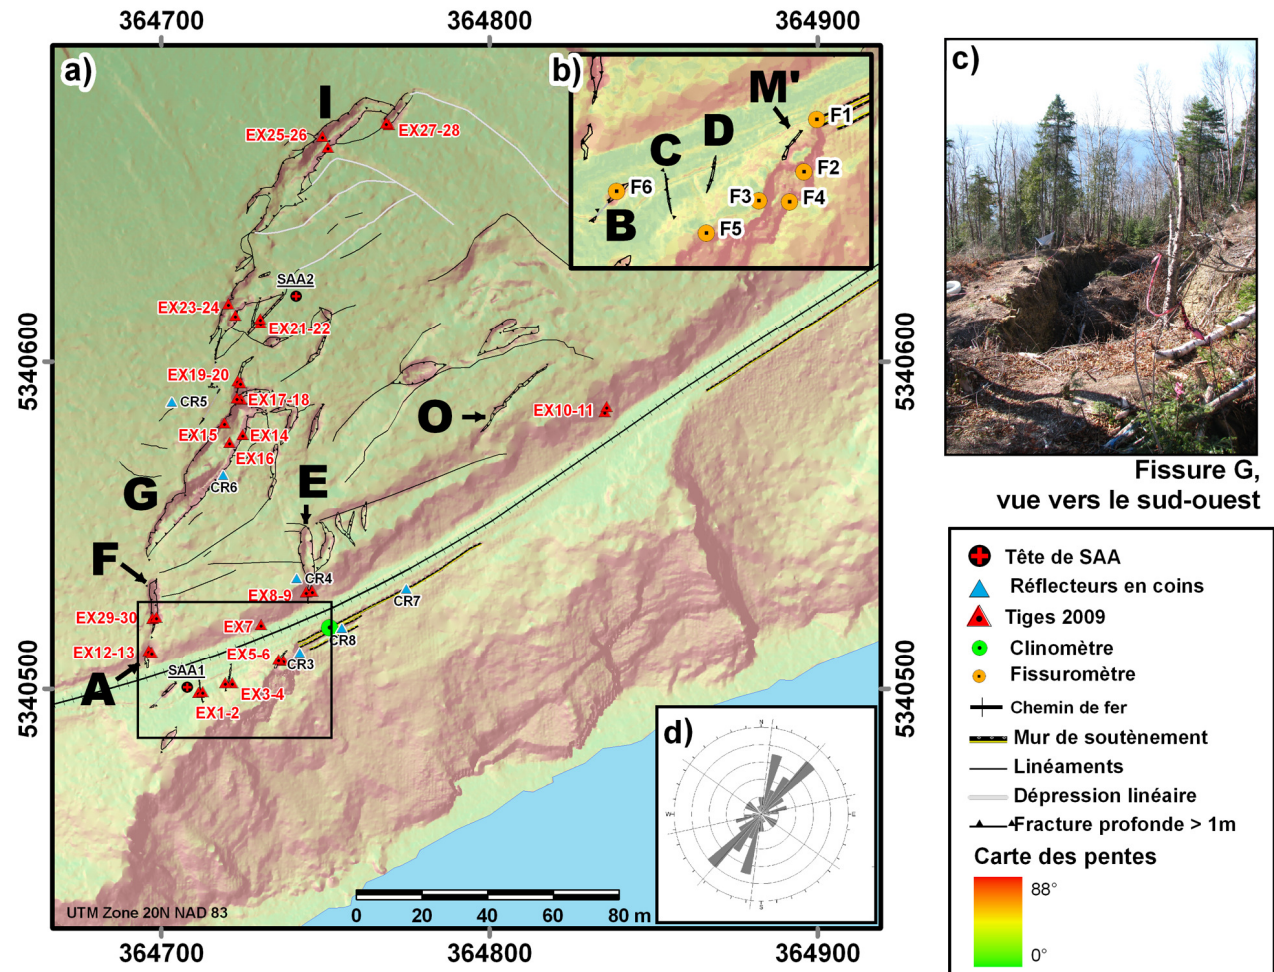 364700
364800
364900
a)
I
EX25-26
EX27-28
b)
M'
F1
D
C
F2
F6
F3
F4
B
F5
c)
SAA2
EX23-24
EX21-22
5340600
5340600
EX19-20
CR5
EX17-18
O
EX10-11
EX15
EX14
EX16
CR6
G
E
Fissure G,
vue vers le sud-ouest
F
CR4
EX8-9
CR7
EX29-30
EX7
CR8
EX12-13
EX5-6
CR3
A
SAA1
EX3-4
EX1-2
5340500
5340500
d)
N
W
E
S
UTM Zone 20N NAD 83
0 20 40 60 80 m
364700
364800
364900
Tête de SAA
Réflecteurs en coins
Tiges 2009
Clinomètre
Fissuromètre
Chemin de fer
Mur de soutènement
Linéaments
Dépression linéaire
Fracture profonde > 1m
Carte des pentes
88°
0°